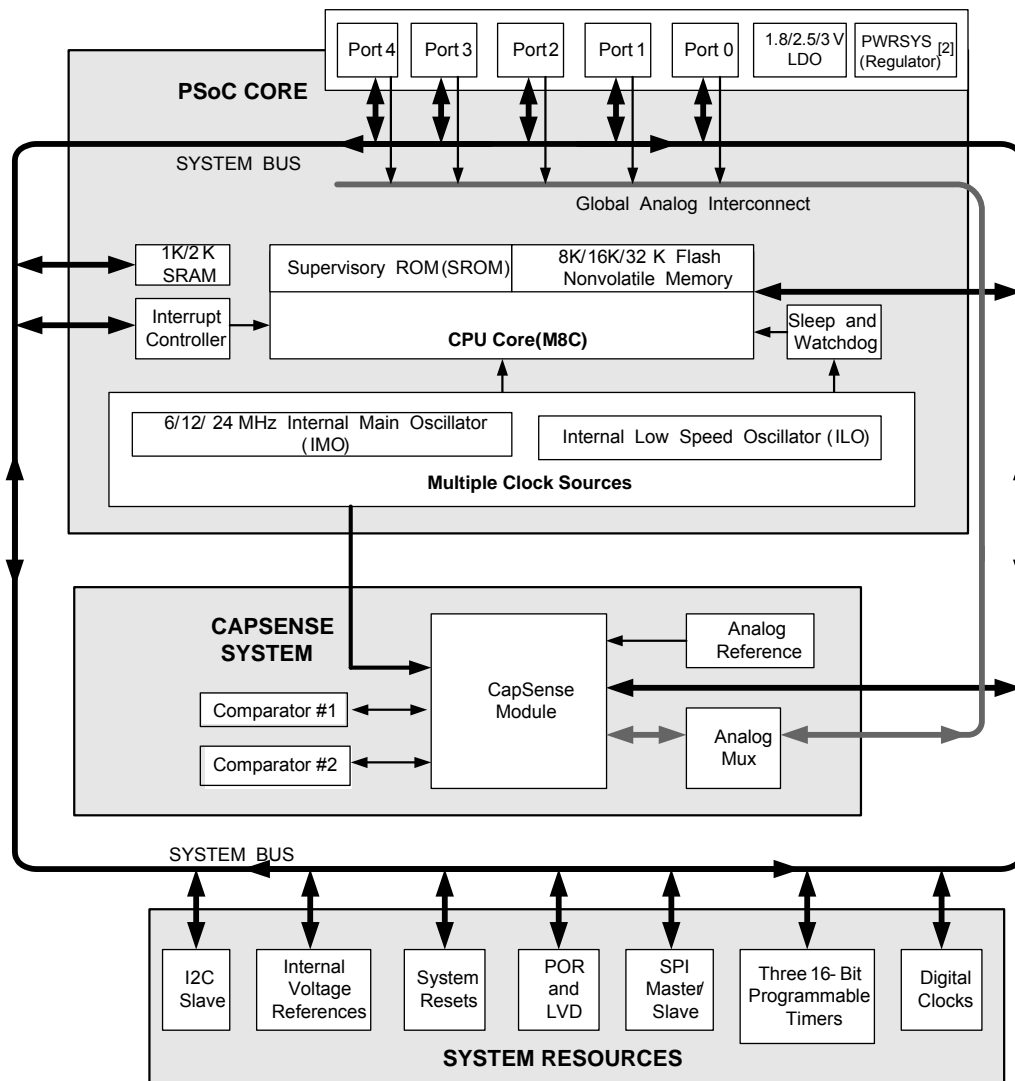 Port 4
Port 3
Port 2
Port 1
Port 0
1.8/2.5/3 V
LDO
PWRSYS
(Regulator)[2]
PSoC CORE
SYSTEM BUS
Global Analog Interconnect
1K/2 K
SRAM
Supervisory ROM (SROM)
8K/16K/32 K Flash
Nonvolatile Memory
Interrupt
Controller
CPU Core(M8C)
Sleep and
Watchdog
6/12/ 24 MHz Internal Main Oscillator
(IMO)
Internal Low Speed Oscillator (ILO)
Multiple Clock Sources
CAPSENSE
SYSTEM
CapSense
Module
Analog
Reference
Comparator #1
Comparator #2
Analog
Mux
SYSTEM BUS
I2C
Slave
Internal
Voltage
References
System
Resets
POR
and
LVD
SPI
Master/
Slave
Three 16- Bit
Programmable
Timers
Digital
Clocks
SYSTEM RESOURCES